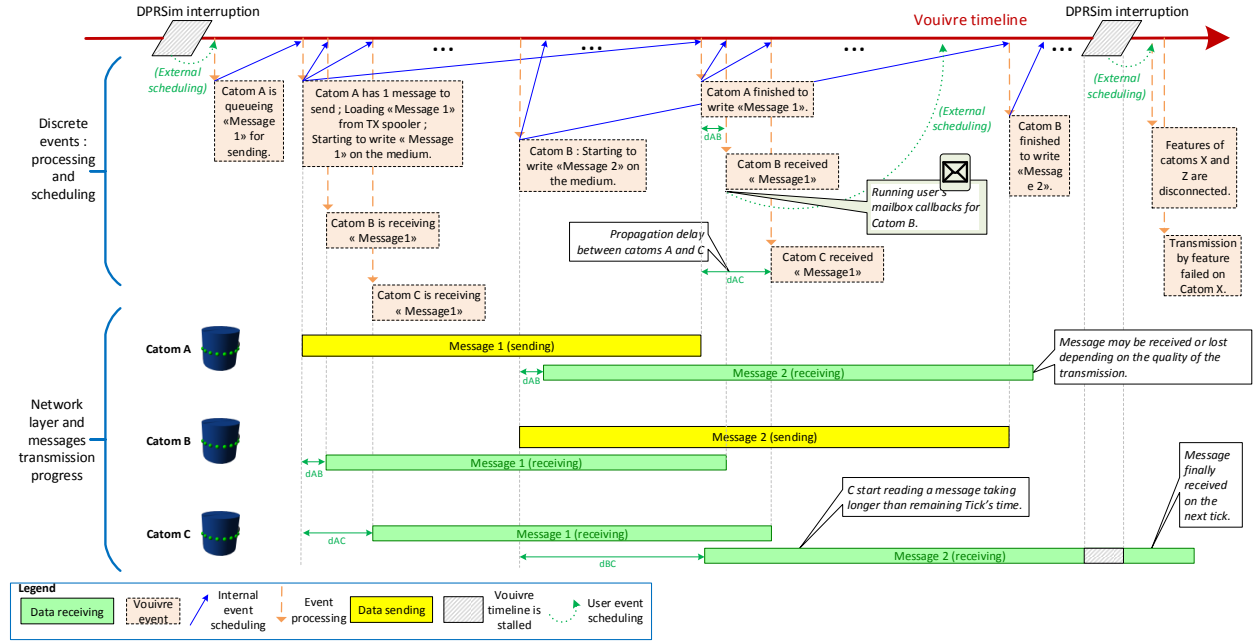 DPRSim interruption
Vouivre timeline
DPRSim interruption
(External
scheduling)
...
...
...
...
(External
scheduling)
(External
scheduling)
Discrete
events :
processing
and
scheduling
Catom A is
queueing
«Message
1» for
sending.
Catom A has 1 message to
send ; Loading «Message 1»
from TX spooler ;
Starting to write « Message
1» on the medium.
Catom B : Starting to
write «Message 2» on
the medium.
Catom A finished to
write «Message 1».
dAB
Catom B received
« Message1»
Running user's
mailbox callbacks for
Catom B.
Catom B
finished
to write
«Messag
e 2».
Features of
catoms X and
Z are
disconnected.
Catom B is receiving
« Message1»
Propagation delay
between catoms A and C
dAC
Catom C received
« Message1»
Transmission
by feature
failed on
Catom X.
Catom C is receiving
« Message1»
Network
layer and
messages
transmission
progress
Catom A
Message 1 (sending)
dAB
Message 2 (receiving)
Message may be received or lost
depending on the quality of the
transmission.
Catom B
Message 2 (sending)
dAB
Message 1 (receiving)
C start reading a message taking
longer than remaining Tick's time.
Message
finally
received
on the
next tick.
Catom C
dAC
Message 1 (receiving)
dBC
Message 2 (receiving)
Legend
Data receiving
Vouivre
event
Internal
event
scheduling
Event
processing
Data sending
Vouivre
timeline is
stalled
User event
scheduling